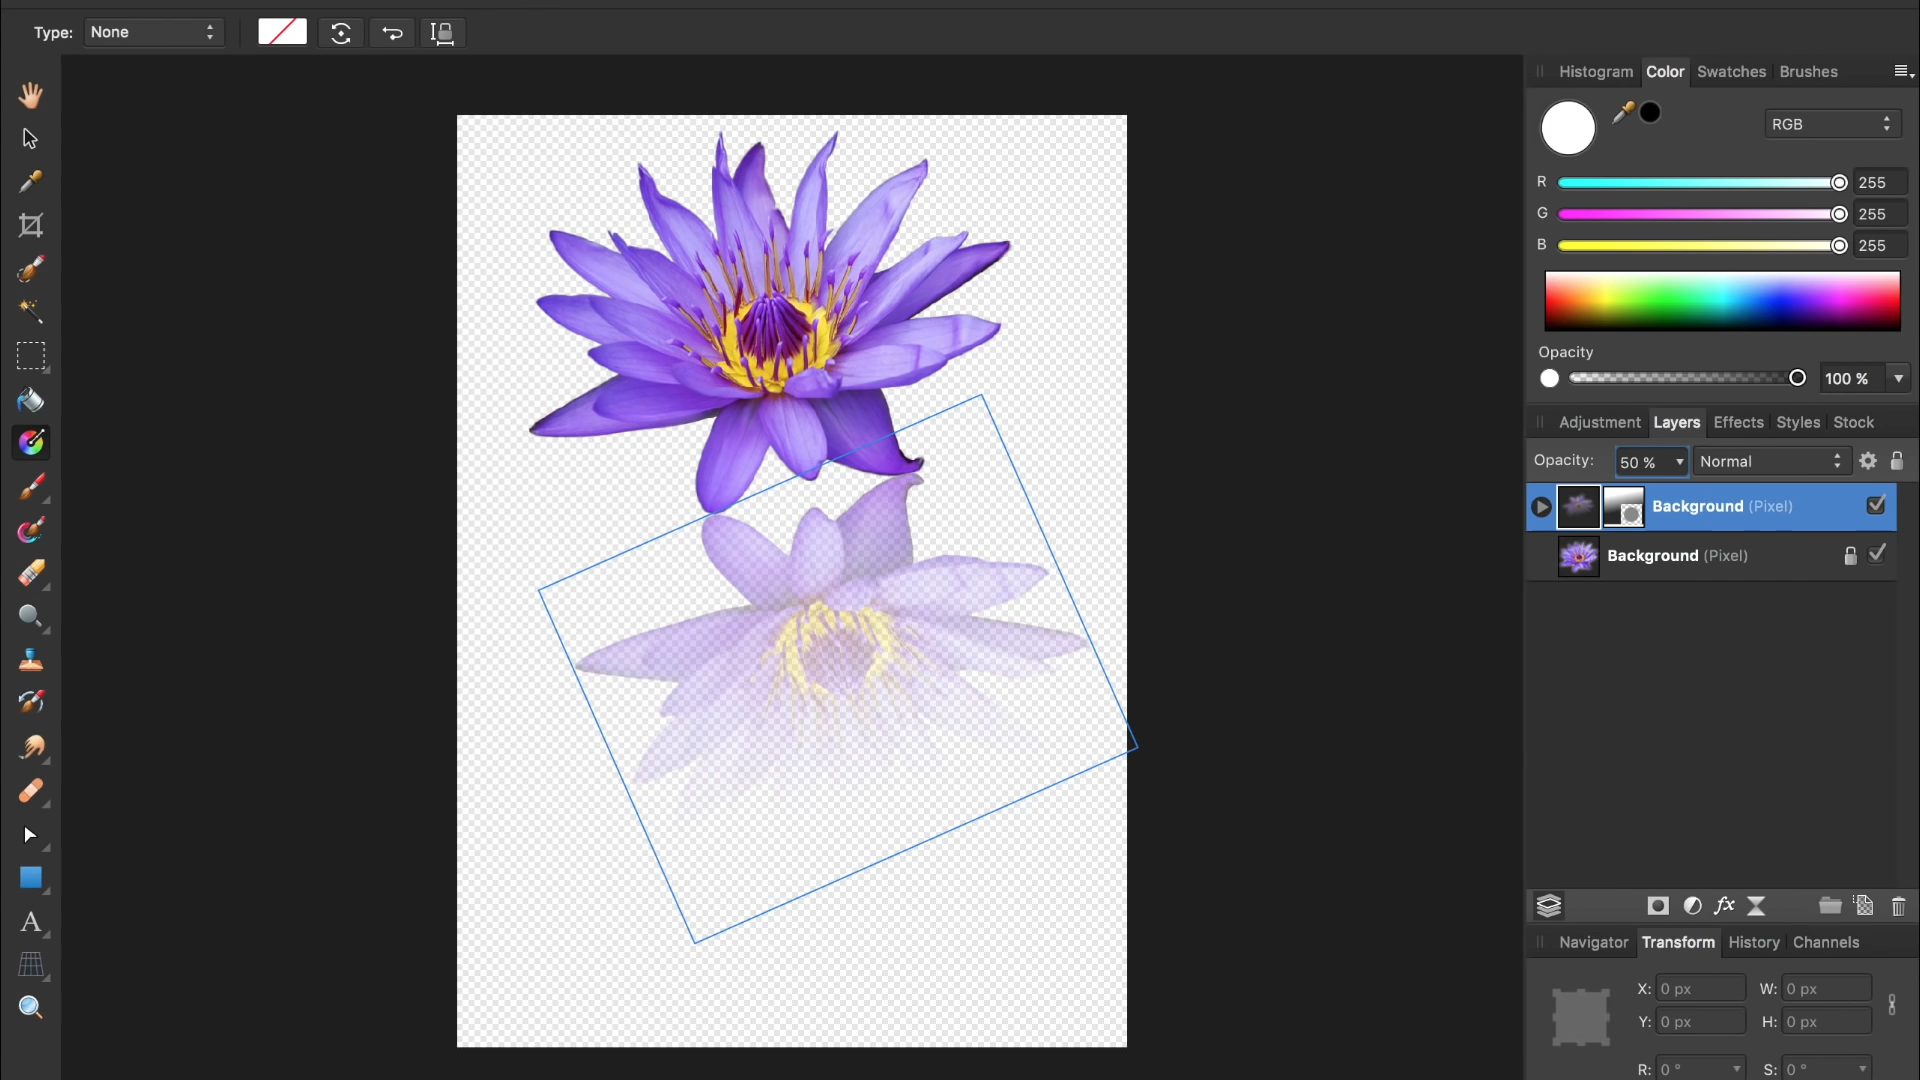 Type: None
Histogram Color Swatches Brushes
RGB
R 255
G 255
B 255
Opacity
100 %
Adjustment Layers Effects Styles Stock
Opacity: 50 % Normal
Background (Pixel)
Background (Pixel)
fx
A
Navigator Transform History Channels
X: 0 px W: 0 px
Y: 0 px H: 0 px
R: 0 ° S: 0 °